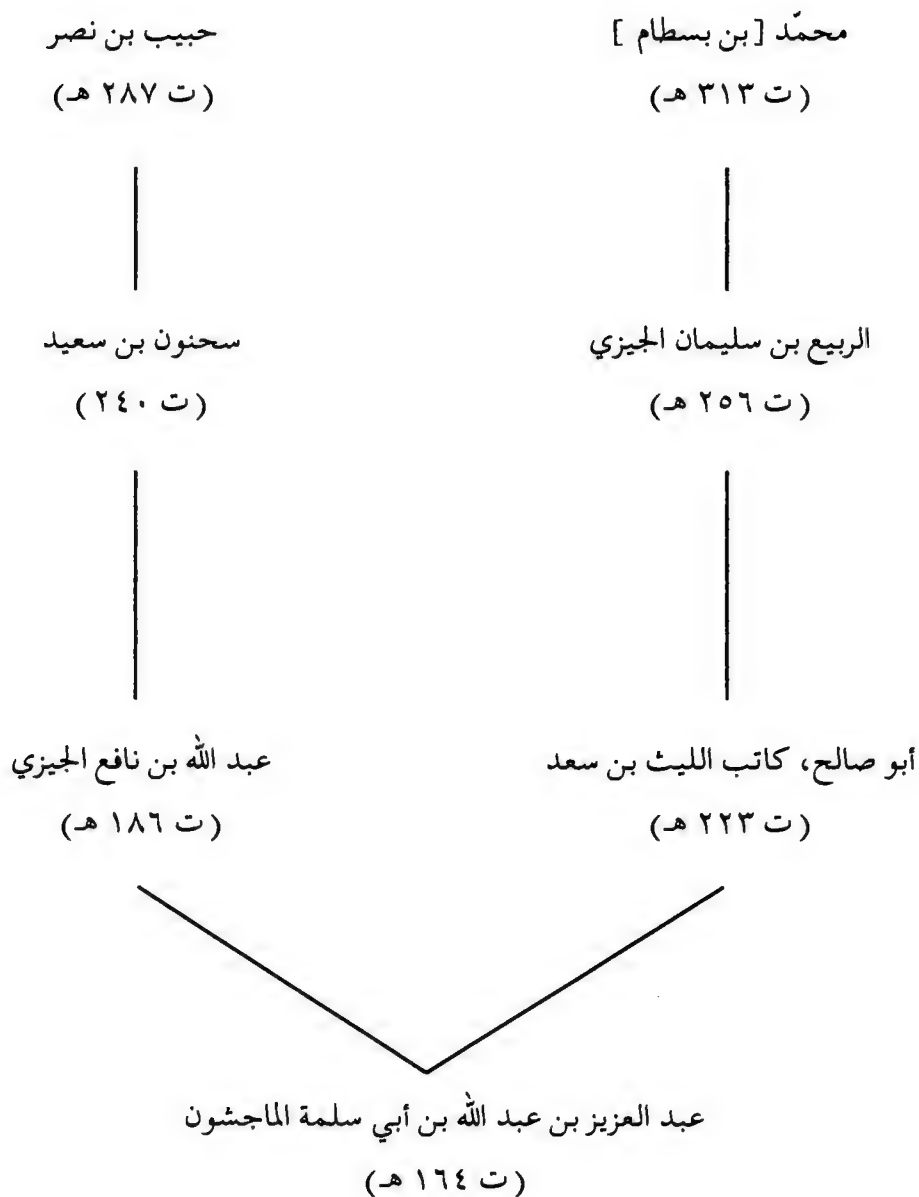 محمّد [بن بسطام ]
(ت ٣١٣ هـ)
حبيب بن نصر
(ت ٢٨٧ هـ)
الربيع بن سليمان الجيزي
(ت ٢٥٦ هـ)
سحنون بن سعيد
(ت ٢٤٠)
أبو صالح، كاتب الليث بن سعد
(ت ٢٢٣ هـ)
عبد الله بن نافع الجيزي
(ت ١٨٦ هـ)
عبد العزيز بن عبد الله بن أبي سلمة الماجشون
(ت ١٦٤ هـ)